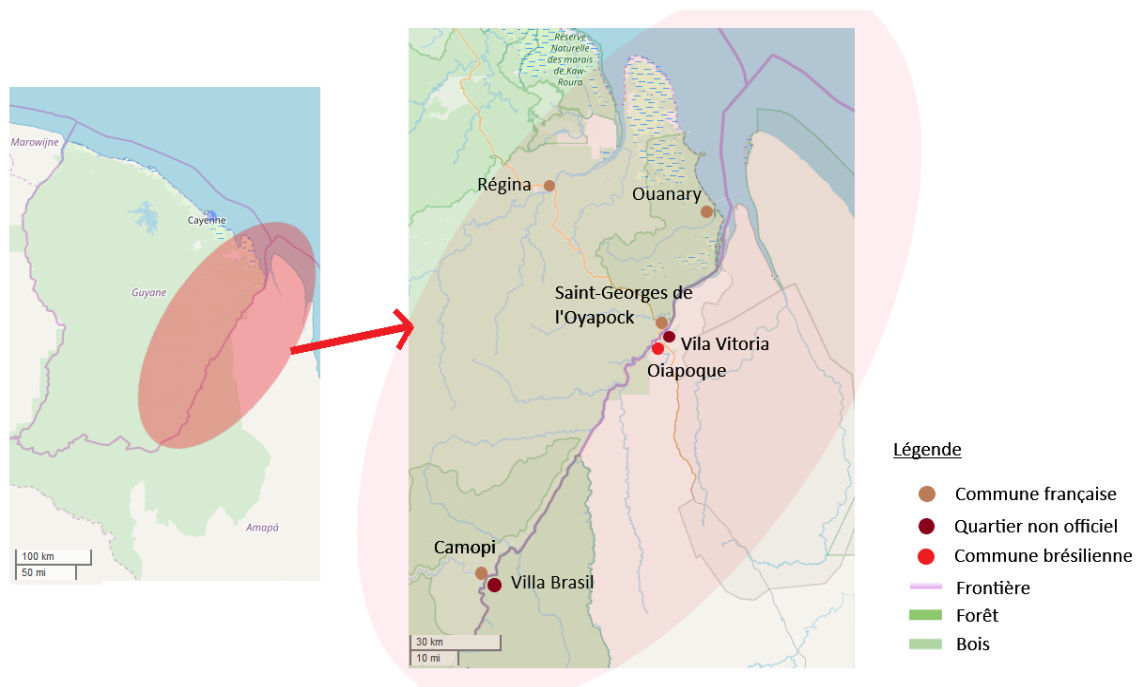 Marowijne
Cayenne
Guyane
Amapá
100 km
50 mi
Réserve
Naturelle
des marais
de Kaw-
Roura
Régina
Ouanary
Saint-Georges de
l'Oyapock
Vila Vitoria
Oiapoque
Camopi
Villa Brasil
30 km
10 mi
Légende
Commune française
Quartier non officiel
Commune brésilienne
Frontière
Forêt
Bois